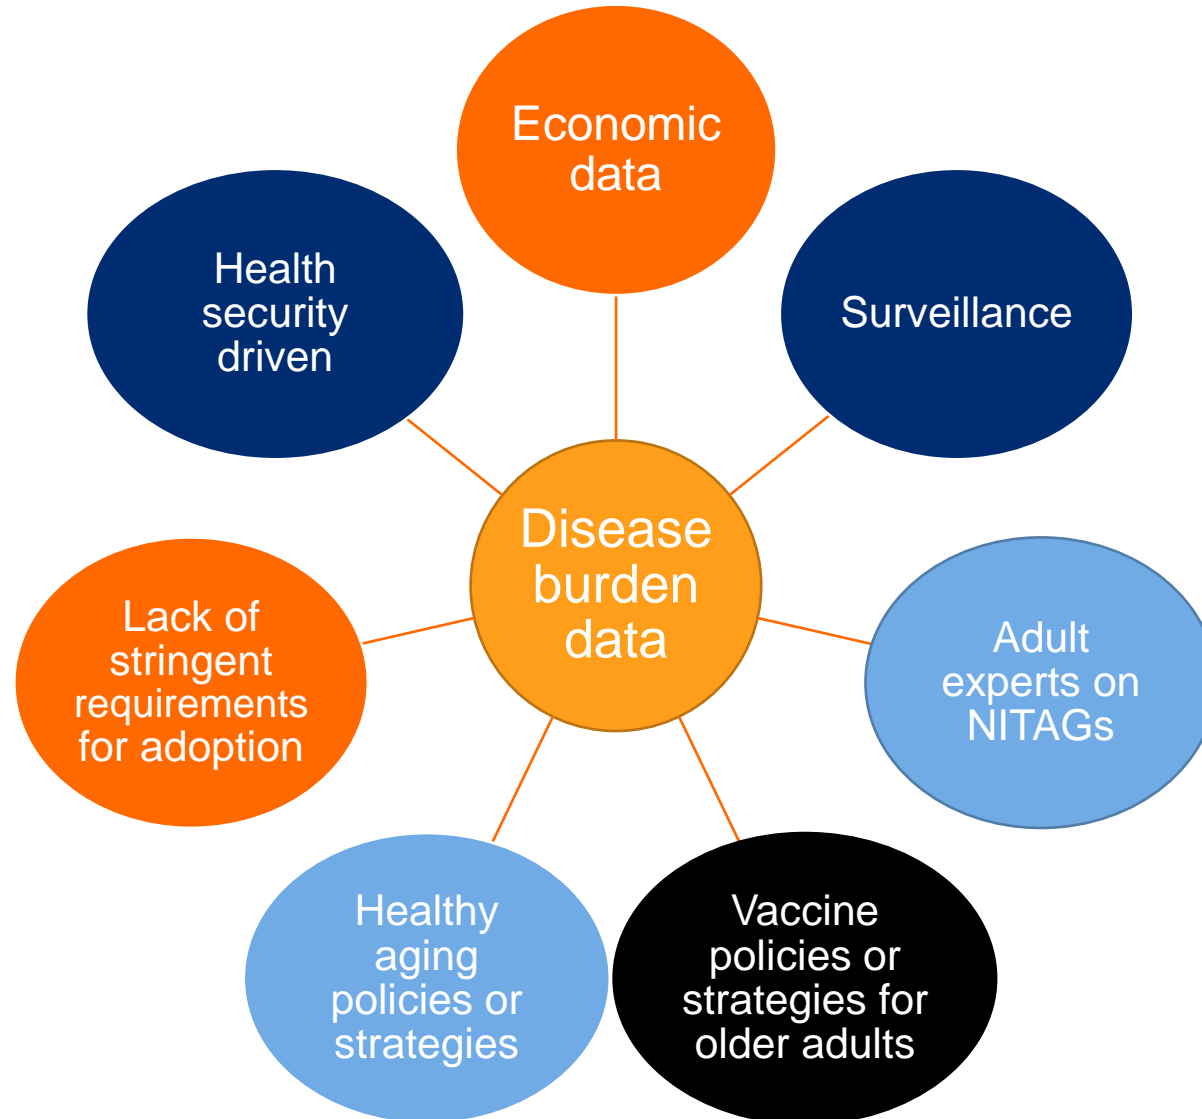 Economic
data
Health
security
driven
Surveillance
Disease
burden
data
Lack of
stringent
requirements
for adoption
Adult
experts on
NITAGs
Healthy
aging
policies or
strategies
Vaccine
policies or
strategies for
older adults